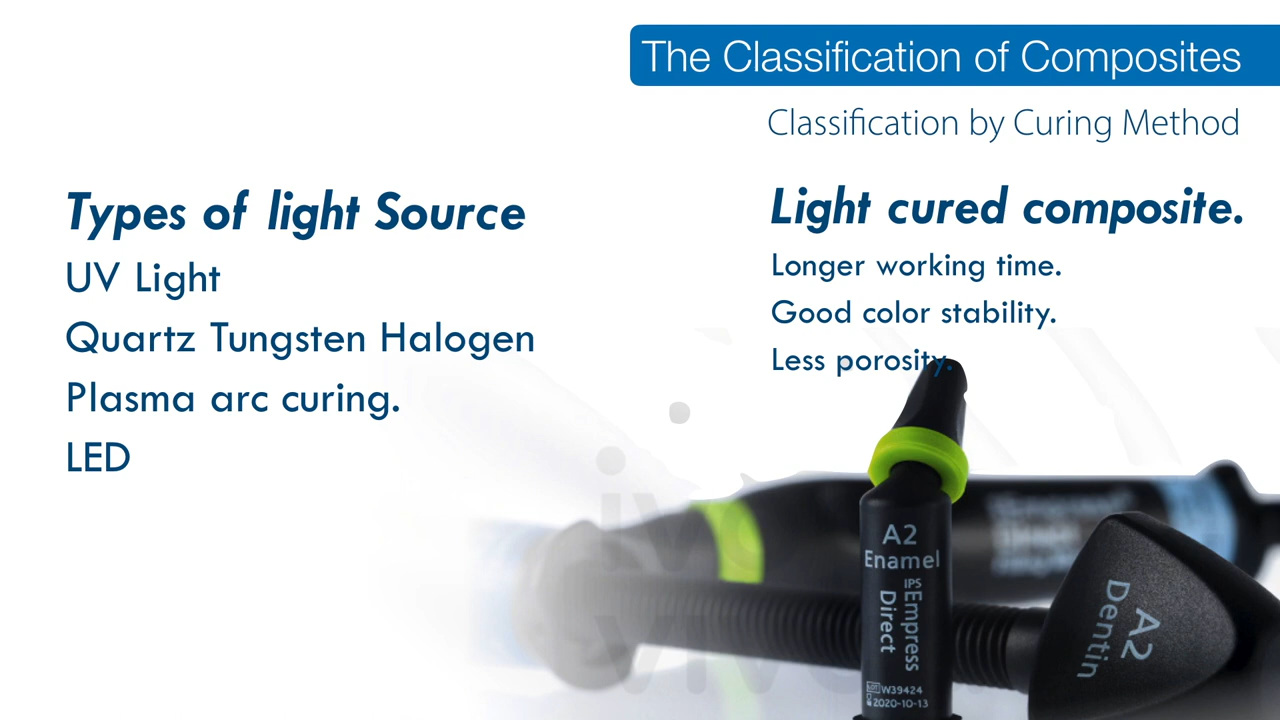 The Classification of Composites
Classification by Curing Method
Types of light Source
UV Light
Quartz Tungsten Halogen
Plasma arc curing.
LED
Light cured composite.
Longer working time.
Good color stability.
Less porosity.
A2
Enamel
IPS Empress
Direct
LOT W39424
2020-10-13
A2
Dentin